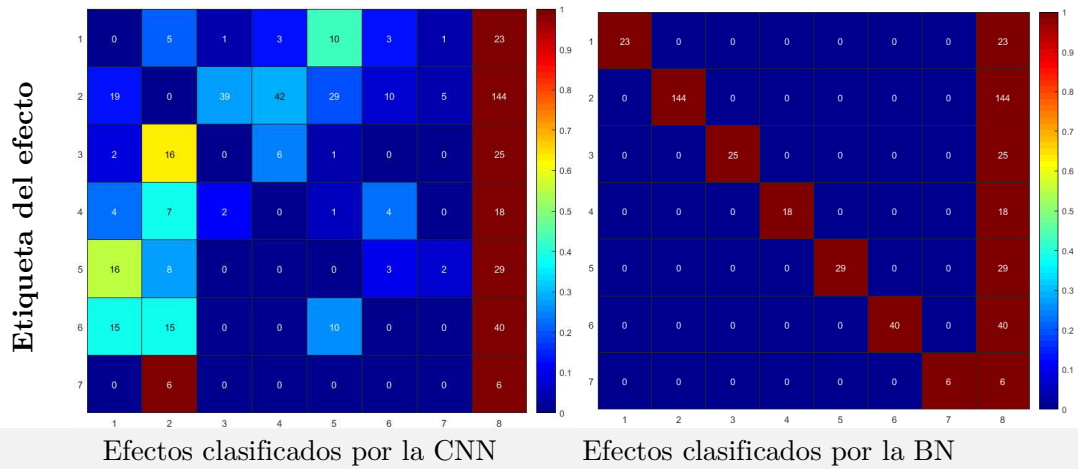 Etiqueta del efecto
1 0 5 1 3 10 3 1 23
2 19 0 39 42 29 10 5 144
3 2 16 0 6 1 0 0 25
4 4 7 2 0 1 4 0 18
5 16 8 0 0 0 3 2 29
6 15 15 0 0 10 0 0 40
7 0 6 0 0 0 0 0 6
1 2 3 4 5 6 7 8
1
0.9
0.8
0.7
0.6
0.5
0.4
0.3
0.2
0.1
0
Efectos clasificados por la CNN
1 23 0 0 0 0 0 0 23
2 0 144 0 0 0 0 0 144
3 0 0 25 0 0 0 0 25
4 0 0 0 18 0 0 0 18
5 0 0 0 0 29 0 0 29
6 0 0 0 0 0 40 0 40
7 0 0 0 0 0 0 6 6
1 2 3 4 5 6 7 8
1
0.9
0.8
0.7
0.6
0.5
0.4
0.3
0.2
0.1
0
Efectos clasificados por la BN